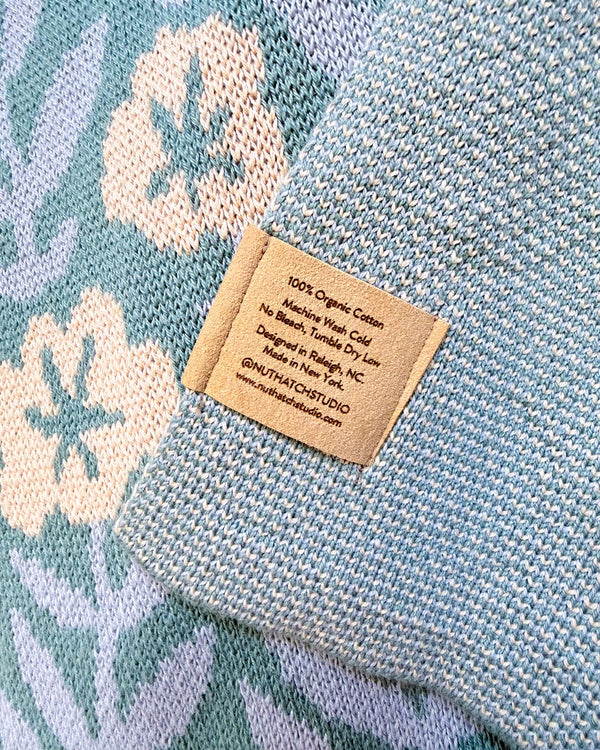 100% Organic Cotton
Machine Wash Cold
No Bleach, Tumble Dry Low
Designed in Raleigh, NC.
Made in New York.
@NUTHATCHSTUDIO
www.nuthatchstudio.com